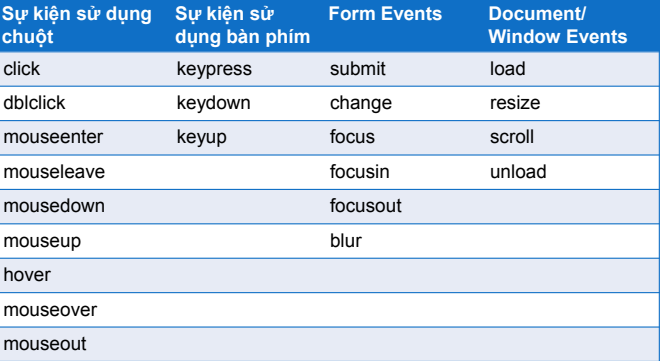 Sự kiện sử dụng chuột Sự kiện sử dụng bàn phím Form Events Document/ Window Events
click keypress submit load
dblclick keydown change resize
mouseenter keyup focus scroll
mouseleave focusin unload
mousedown focusout
mouseup blur
hover
mouseover
mouseout